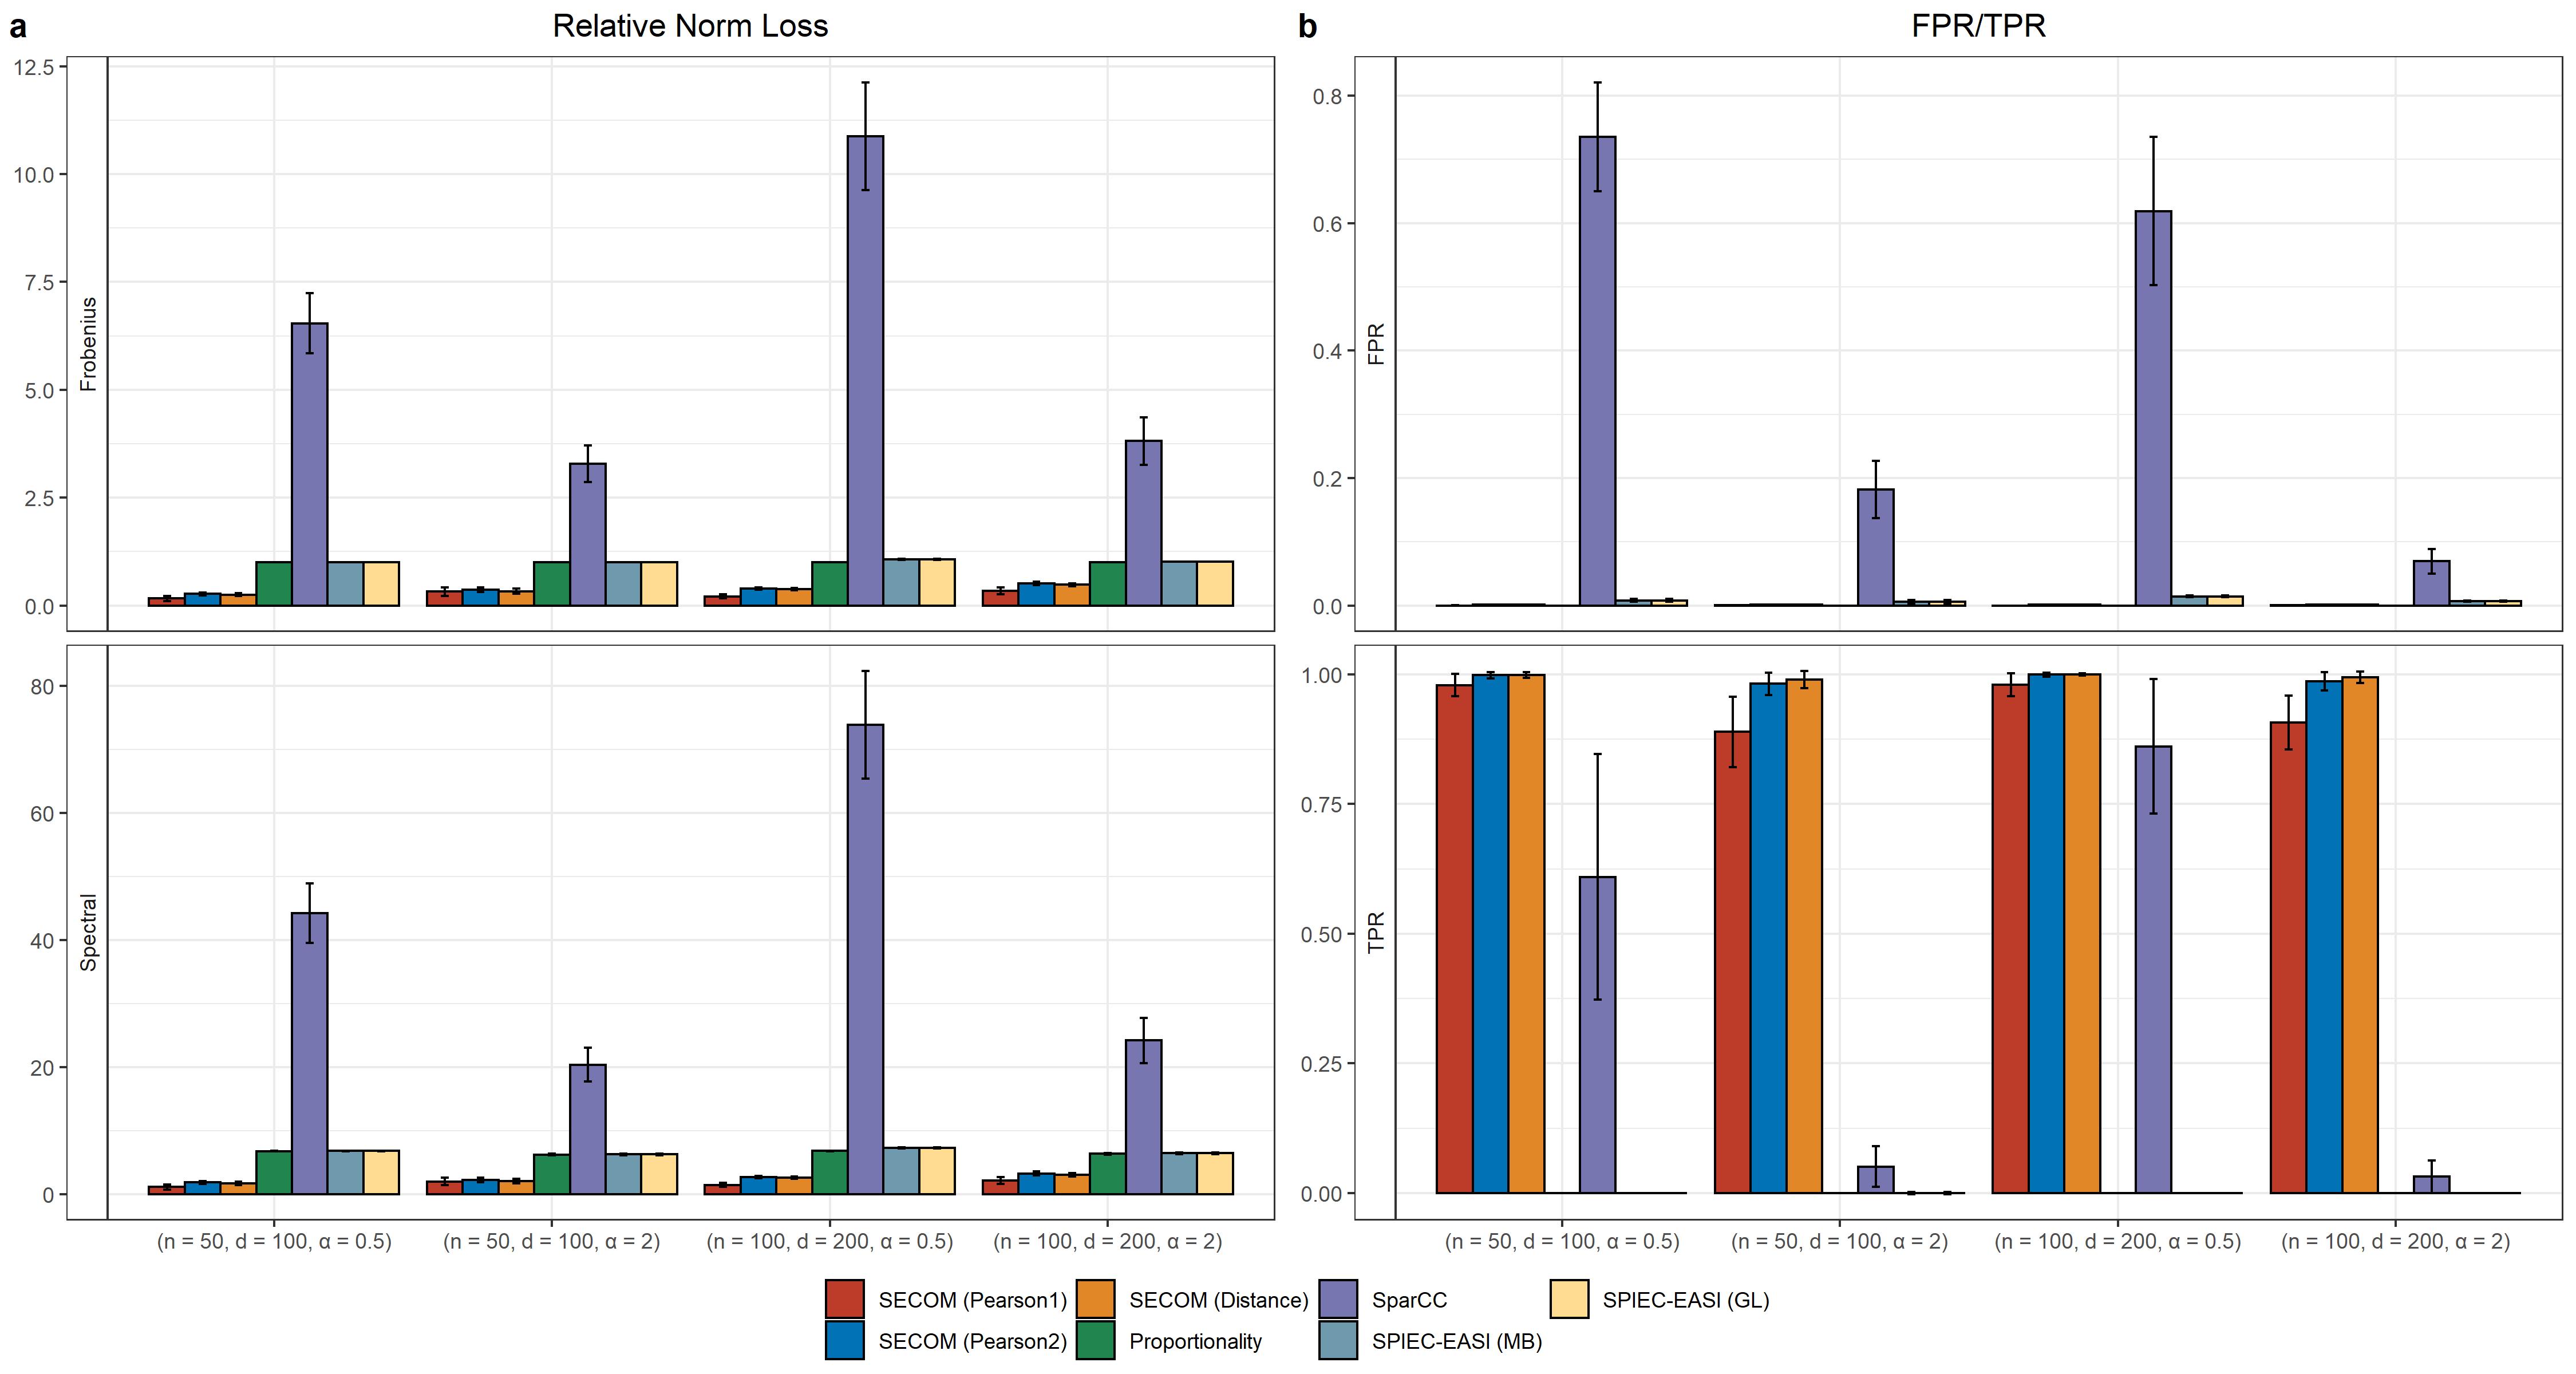 a
Relative Norm Loss
12.5
10.0
7.5
5.0
2.5
0.0
Frobenius
80
60
40
20
0
Spectral
(n = 50, d = 100, α = 0.5)
(n = 50, d = 100, α = 2)
(n = 100, d = 200, α = 0.5)
(n = 100, d = 200, α = 2)
b
FPR/TPR
0.8
0.6
0.4
0.2
0.0
FPR
1.00
0.75
0.50
0.25
0.00
TPR
(n = 50, d = 100, α = 0.5)
(n = 50, d = 100, α = 2)
(n = 100, d = 200, α = 0.5)
(n = 100, d = 200, α = 2)
SECOM (Pearson1)
SECOM (Pearson2)
SECOM (Distance)
Proportionality
SparCC
SPIEC-EASI (MB)
SPIEC-EASI (GL)